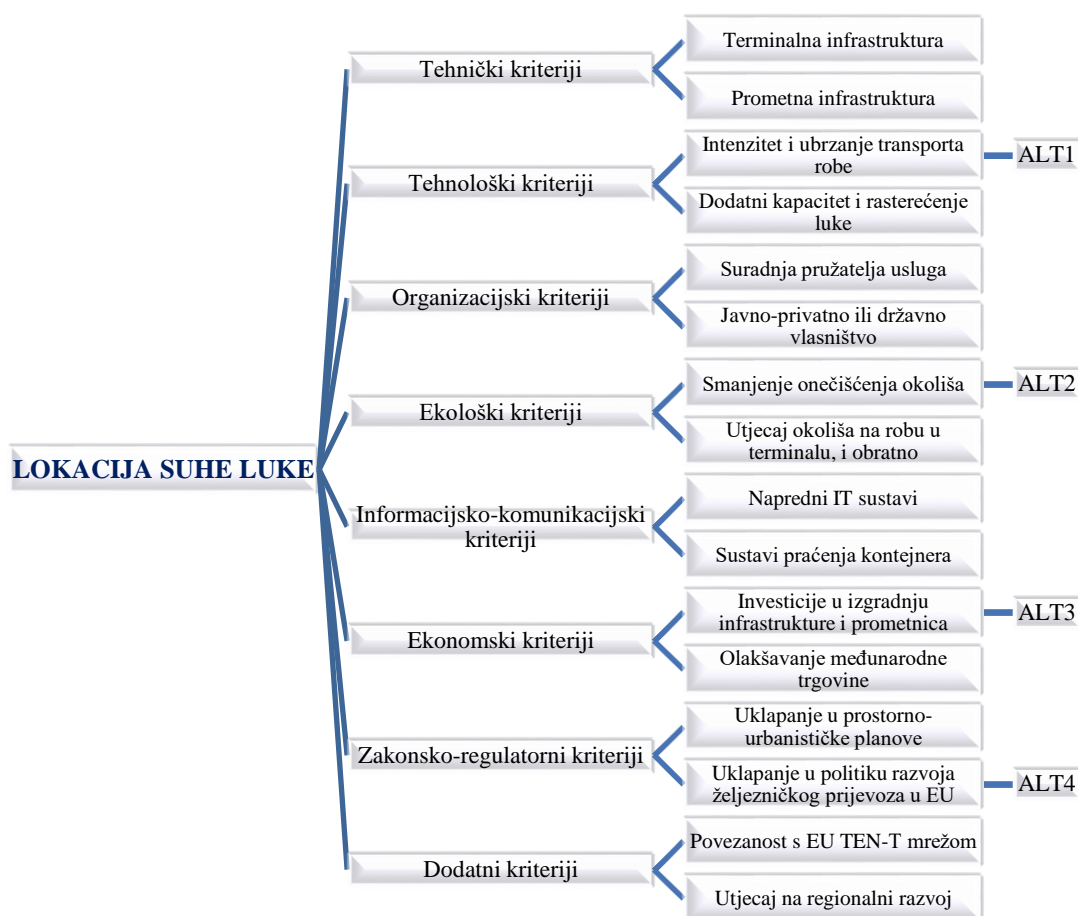 LOKACIJA SUHE LUKE
Tehnički kriteriji
Terminalna infrastruktura
Prometna infrastruktura
Tehnološki kriteriji
Intenzitet i ubrzanje transporta
robe
ALT1
Dodatni kapacitet i rasterećenje
luke
Organizacijski kriteriji
Suradnja pružatelja usluga
Javno-privatno ili državno
vlasništvo
Ekološki kriteriji
Smanjenje onečišćenja okoliša
ALT2
Utjecaj okoliša na robu u
terminalu, i obratno
Informacijsko-komunikacijski
kriteriji
Napredni IT sustavi
Sustavi praćenja kontejnera
Ekonomski kriteriji
Investicije u izgradnju
infrastrukture i prometnica
ALT3
Olakšavanje međunarodne
trgovine
Zakonsko-regulatorni kriteriji
Uklapanje u prostorno-
urbanističke planove
Uklapanje u politiku razvoja
željezničkog prijevoza u EU
ALT4
Dodatni kriteriji
Povezanost s EU TEN-T mrežom
Utjecaj na regionalni razvoj